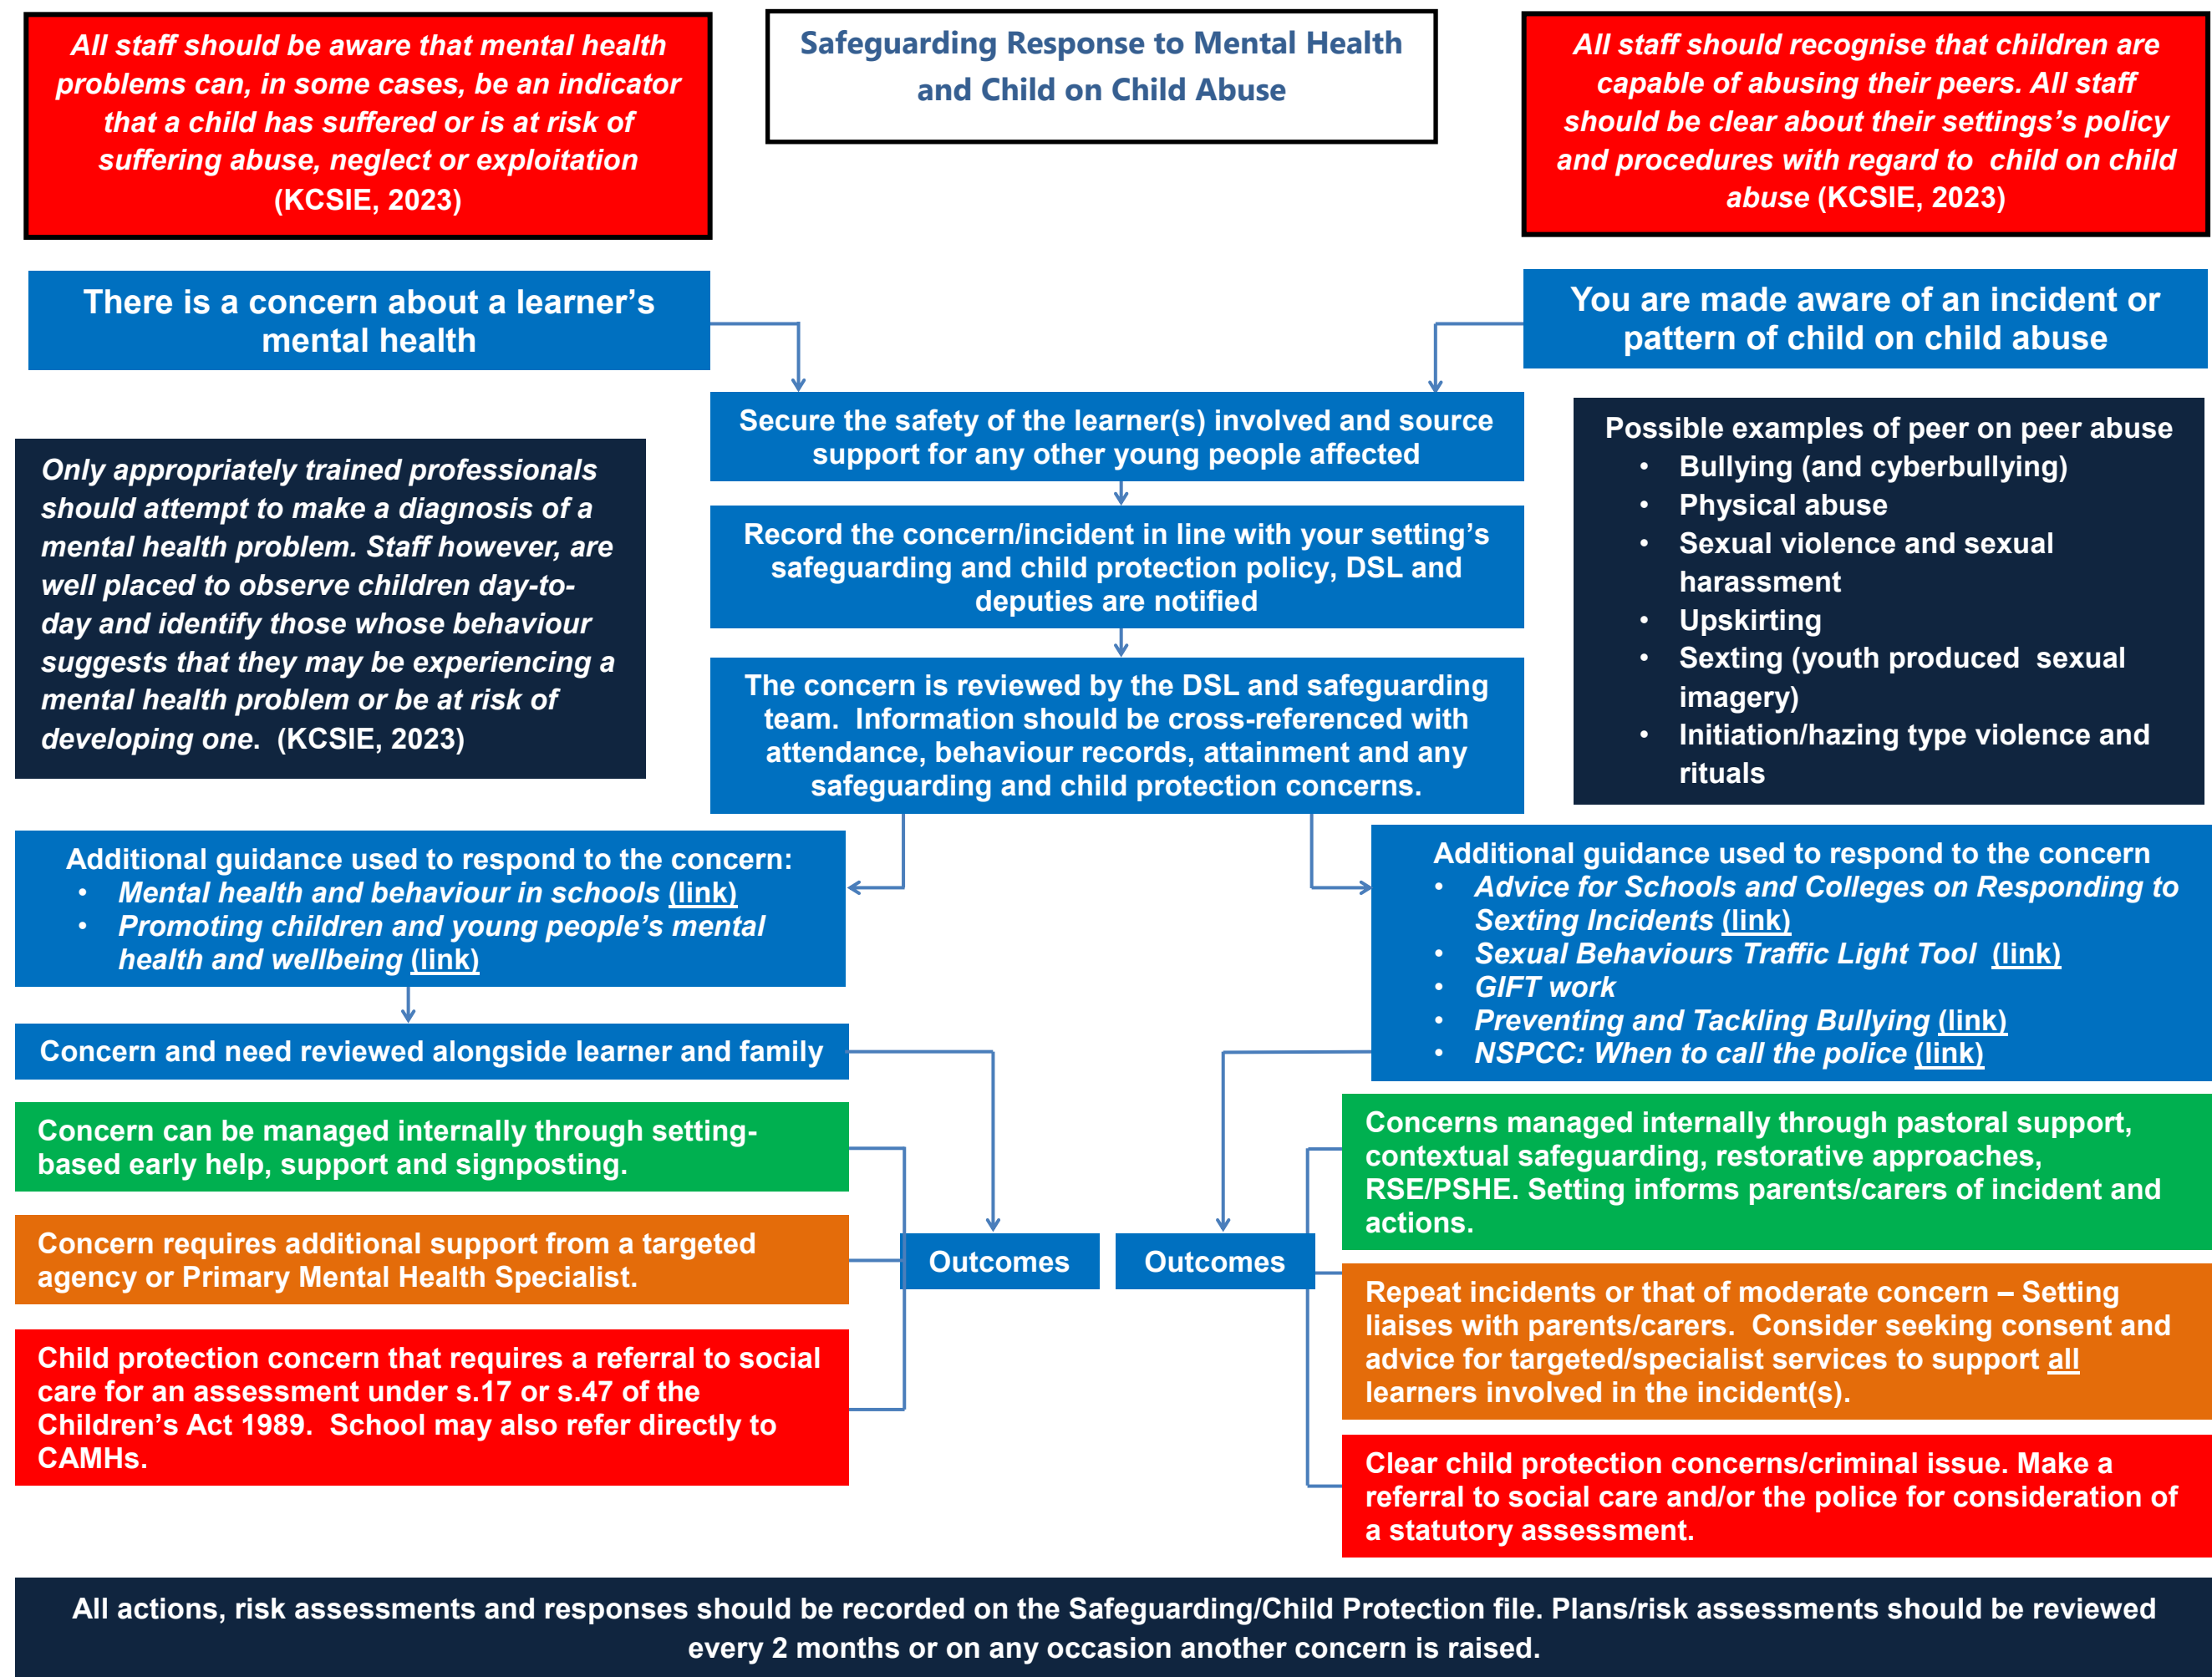 All staff should be aware that mental health
problems can, in some cases, be an indicator
that a child has suffered or is at risk of
suffering abuse, neglect or exploitation
(KCSIE, 2023)
Safeguarding Response to Mental Health
and Child on Child Abuse
All staff should recognise that children are
capable of abusing their peers. All staff
should be clear about their settings's policy
and procedures with regard to child on child
abuse (KCSIE, 2023)
There is a concern about a learner’s
mental health
You are made aware of an incident or
pattern of child on child abuse
Secure the safety of the learner(s) involved and source
support for any other young people affected
Only appropriately trained professionals
should attempt to make a diagnosis of a
mental health problem. Staff however, are
well placed to observe children day-to-
day and identify those whose behaviour
suggests that they may be experiencing a
mental health problem or be at risk of
developing one. (KCSIE, 2023)
Record the concern/incident in line with your setting’s
safeguarding and child protection policy, DSL and
deputies are notified
The concern is reviewed by the DSL and safeguarding
team. Information should be cross-referenced with
attendance, behaviour records, attainment and any
safeguarding and child protection concerns.
Possible examples of peer on peer abuse
• Bullying (and cyberbullying)
• Physical abuse
• Sexual violence and sexual
harassment
• Upskirting
• Sexting (youth produced sexual
imagery)
• Initiation/hazing type violence and
rituals
Additional guidance used to respond to the concern:
• Mental health and behaviour in schools (link)
• Promoting children and young people’s mental
health and wellbeing (link)
Additional guidance used to respond to the concern
• Advice for Schools and Colleges on Responding to
Sexting Incidents (link)
• Sexual Behaviours Traffic Light Tool (link)
• GIFT work
• Preventing and Tackling Bullying (link)
• NSPCC: When to call the police (link)
Concern and need reviewed alongside learner and family
Concern can be managed internally through setting-
based early help, support and signposting.
Concern requires additional support from a targeted
agency or Primary Mental Health Specialist.
Child protection concern that requires a referral to social
care for an assessment under s.17 or s.47 of the
Children’s Act 1989. School may also refer directly to
CAMHs.
Outcomes
Outcomes
Concerns managed internally through pastoral support,
contextual safeguarding, restorative approaches,
RSE/PSHE. Setting informs parents/carers of incident and
actions.
Repeat incidents or that of moderate concern – Setting
liaises with parents/carers. Consider seeking consent and
advice for targeted/specialist services to support all
learners involved in the incident(s).
Clear child protection concerns/criminal issue. Make a
referral to social care and/or the police for consideration of
a statutory assessment.
All actions, risk assessments and responses should be recorded on the Safeguarding/Child Protection file. Plans/risk assessments should be reviewed
every 2 months or on any occasion another concern is raised.